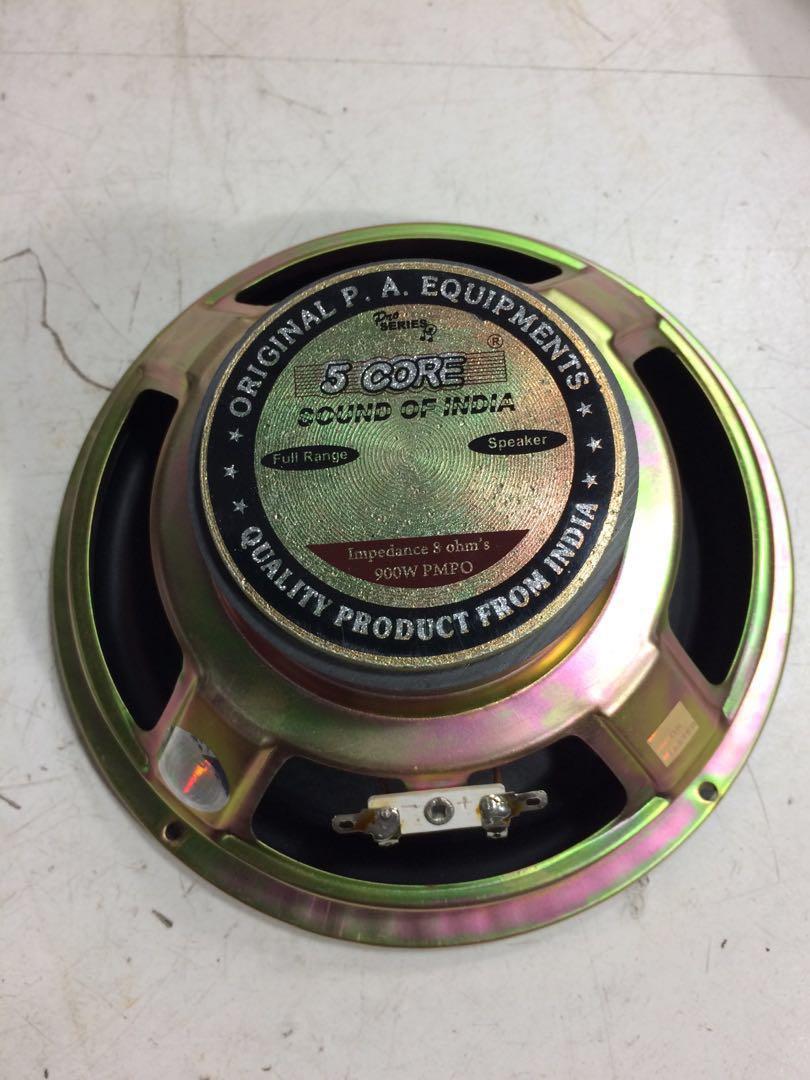 ORIGINAL P. A. EQUIPMENTS
Pro
SERIES
5 CORE ®
SOUND OF INDIA
Full Range
Speaker
Impedance 8 ohm's
900W PMPO
QUALITY PRODUCT FROM INDIA
+